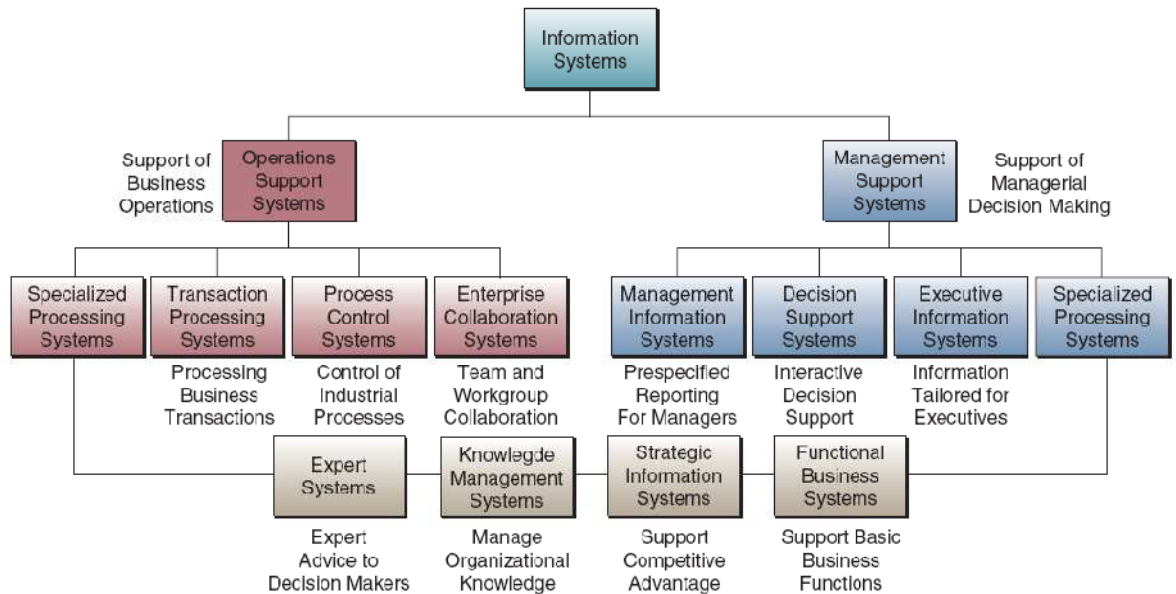 Information
Systems
Support of
Business
Operations
Operations
Support
Systems
Management
Support
Systems
Support of
Managerial
Decision Making
Specialized
Processing
Systems
Transaction
Processing
Systems
Process
Control
Systems
Enterprise
Collaboration
Systems
Management
Information
Systems
Decision
Support
Systems
Executive
Information
Systems
Specialized
Processing
Systems
Processing
Business
Transactions
Control of
Industrial
Processes
Team and
Workgroup
Collaboration
Prespecified
Reporting
For Managers
Interactive
Decision
Support
Information
Tailored for
Executives
Expert
Systems
Knowlegde
Management
Systems
Strategic
Information
Systems
Functional
Business
Systems
Expert
Advice to
Decision Makers
Manage
Organizational
Knowledge
Support
Competitive
Advantage
Support Basic
Business
Functions